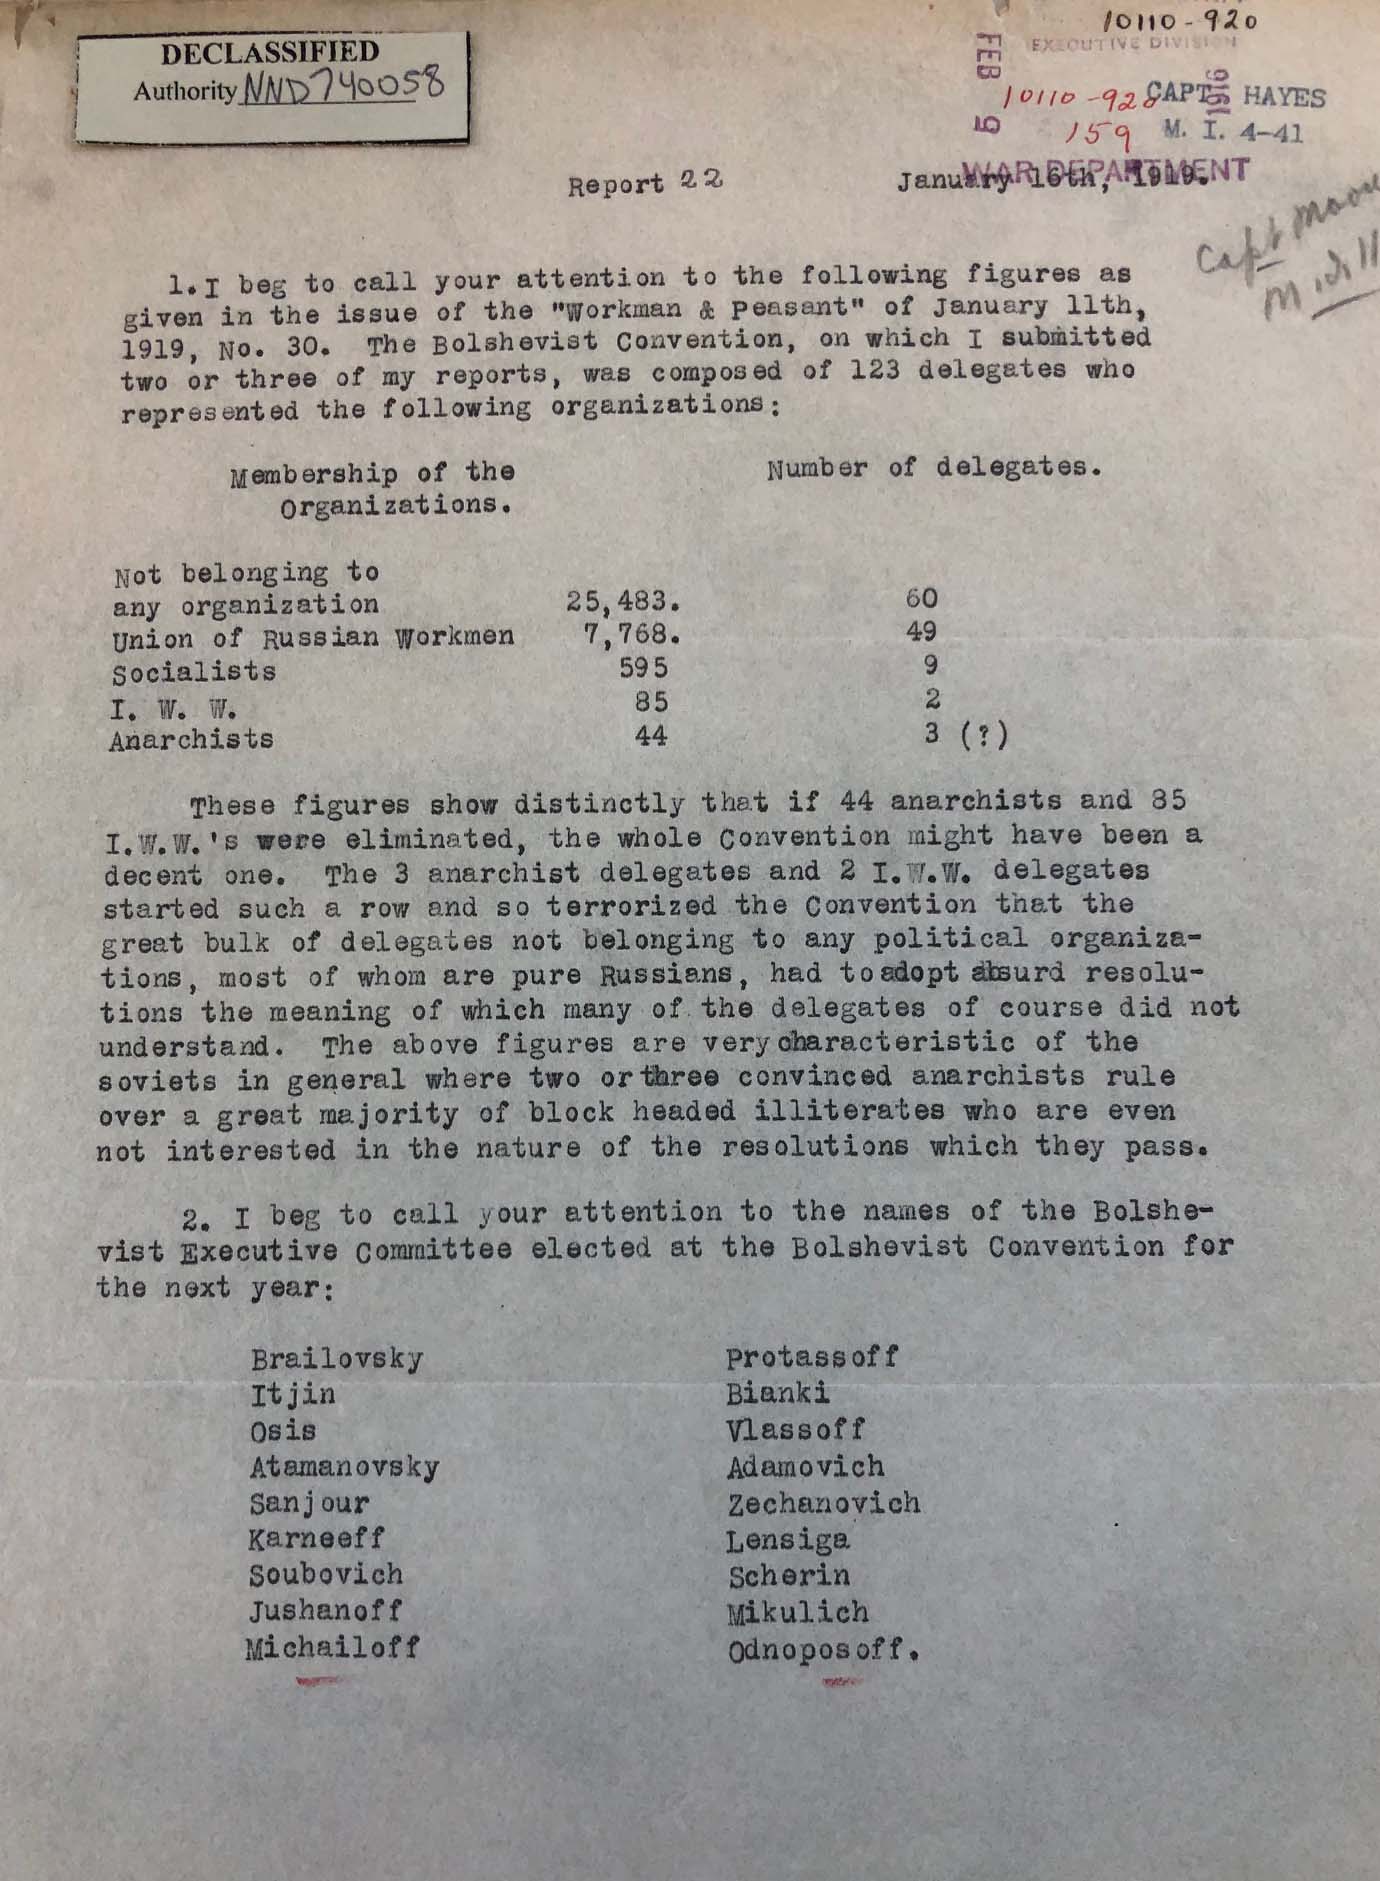 10110-920
DECLASSIFIED
Authority NND740058
EXECUTIVE DIVISION
FEB 5 1919
10110-920
159
CAPT. HAYES
M. I. 4-41
WAR DEPARTMENT
Report 22 January 16th, 1919.
Capt Moore
1. I beg to call your attention to the following figures as
given in the issue of the "Workman & Peasant" of January 11th,
1919, No. 30. The Bolshevist Convention, on which I submitted
two or three of my reports, was composed of 123 delegates who
represented the following organizations:
Membership of the Number of delegates.
Organizations.
Not belonging to
any organization 25,483. 60
Union of Russian Workmen 7,768. 49
Socialists 595 9
I. W. W. 85 2
Anarchists 44 3 (?)
These figures show distinctly that if 44 anarchists and 85
I.W.W.'s were eliminated, the whole Convention might have been a
decent one. The 3 anarchist delegates and 2 I.W.W. delegates
started such a row and so terrorized the Convention that the
great bulk of delegates not belonging to any political organiza-
tions, most of whom are pure Russians, had to adopt absurd resolu-
tions the meaning of which many of the delegates of course did not
understand. The above figures are very characteristic of the
soviets in general where two or three convinced anarchists rule
over a great majority of block headed illiterates who are even
not interested in the nature of the resolutions which they pass.
2. I beg to call your attention to the names of the Bolshe-
vist Executive Committee elected at the Bolshevist Convention for
the next year:
Brailovsky Protassoff
Itjin Bianki
Osis Vlassoff
Atamanovsky Adamovich
Sanjour Zechanovich
Karneeff Lensiga
Soubovich Scherin
Jushanoff Mikulich
Michailoff Odnoposoff.